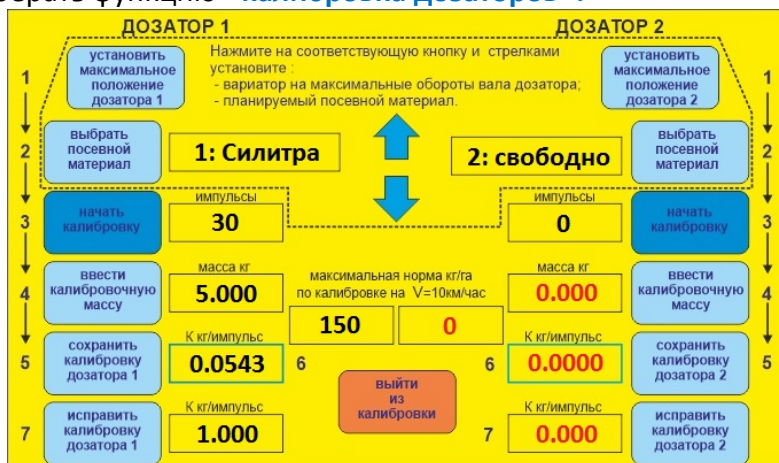 брать функцию "калибровка дозаторов".
ДОЗАТОР 1
ДОЗАТОР 2
установить
максимальное
положение
дозатора 1
Нажмите на соответствующую кнопку и стрелками
установите :
- вариатор на максимальные обороты вала дозатора;
- планируемый посевной материал.
установить
максимальное
положение
дозатора 2
1
1
2
выбрать
посевной
материал
1: Силитра
2: свободно
выбрать
посевной
материал
2
3
начать
калибровку
импульсы
30
импульсы
0
начать
калибровку
3
4
ввести
калибровочную
массу
масса кг
5.000
максимальная норма кг/га
по калибровке на V=10км/час
150
0
масса кг
0.000
ввести
калибровочную
массу
4
5
сохранить
калибровку
дозатора 1
К кг/импульс
0.0543
6
6
К кг/импульс
0.0000
сохранить
калибровку
дозатора 2
5
выйти
из
калибровки
7
исправить
калибровку
дозатора 1
К кг/импульс
1.000
7
К кг/импульс
0.000
исправить
калибровку
дозатора 2